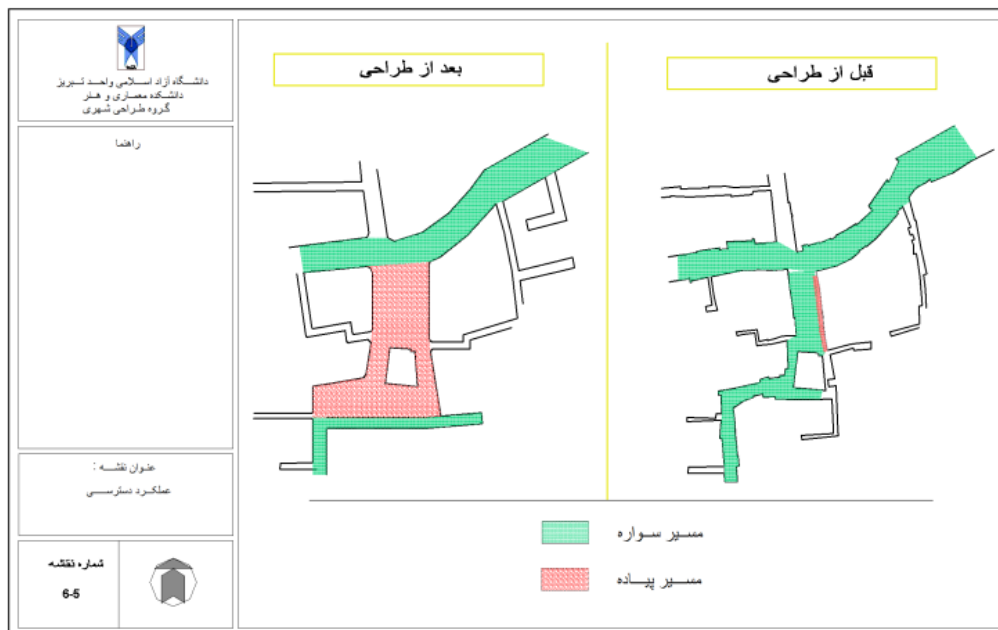 دانشگاه آزاد اسلامی واحد تبریز
دانشکده معماری و هنر
گروه طراحی شهری
راهنما
عنوان نقشه :
عملکرد دسترسی
شماره نقشه
6-5
قبل از طراحی
بعد از طراحی
مسیر سواره
مسیر پیاده